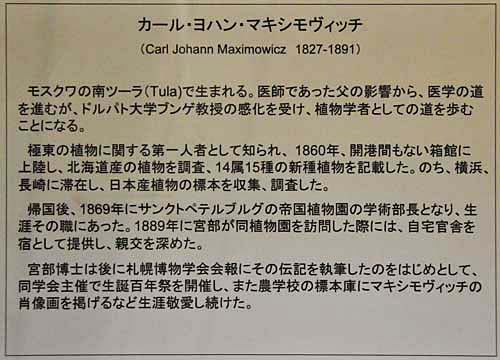 カール・ヨハン・マキシモヴィッチ
（Carl Johann Maximowicz 1827-1891）
モスクワの南ツーラ（Tula）で生まれる。医師であった父の影響から、医学の道
を進むが、ドルパト大学ブンゲ教授の感化を受け、植物学者としての道を歩む
ことになる。
極東の植物に関する第一人者として知られ、1860年、開港間もない箱館に
上陸し、北海道産の植物を調査、14属15種の新種植物を記載した。のち、横浜、
長崎に滞在し、日本産植物の標本を収集、調査した。
帰国後、1869年にサンクトペテルブルグの帝国植物園の学術部長となり、生
涯その職にあった。1889年に宮部が同植物園を訪問した際には、自宅官舎を
宿として提供し、親交を深めた。
宮部博士は後に札幌博物学会会報にその伝記を執筆したのをはじめとして、
同学会主催で生誕百年祭を開催し、また農学校の標本庫にマキシモヴィッチの
肖像画を掲げるなど生涯敬愛し続けた。